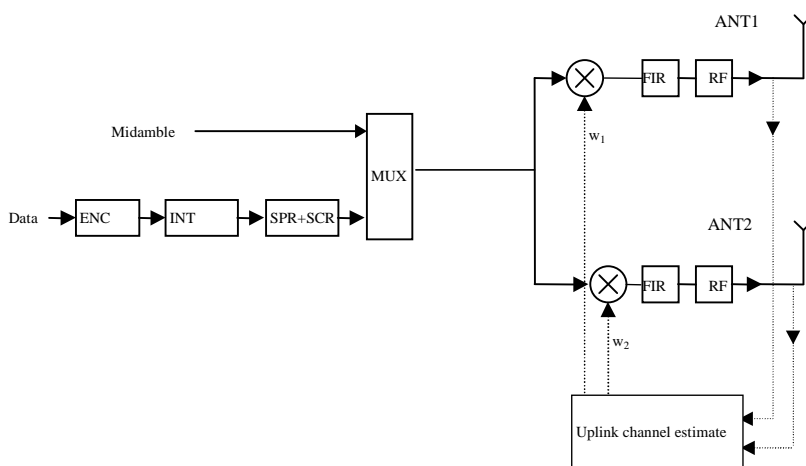 ANT1
FIR
RF
Midamble
w1
MUX
Data
ENC
INT
SPR+SCR
ANT2
FIR
RF
w2
Uplink channel estimate